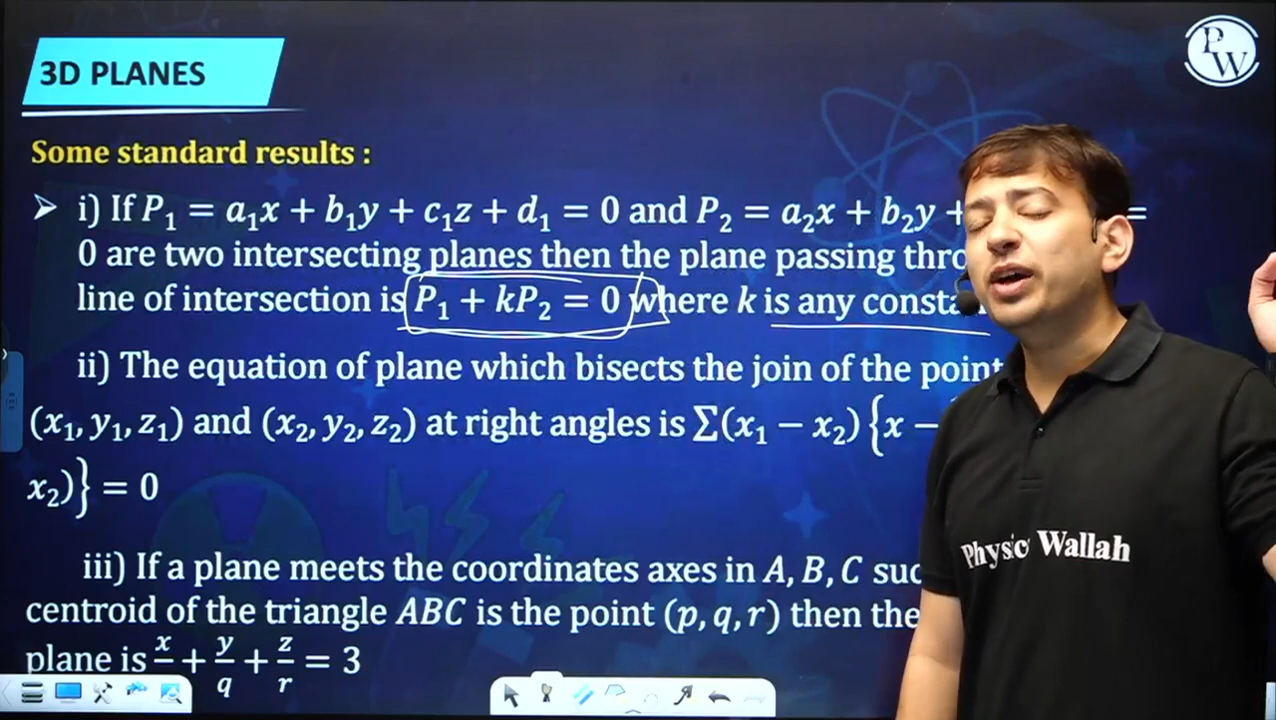 3D PLANES
PW
Some standard results :
➤ i) If P₁ = a₁x + b₁y + c₁z + d₁ = 0 and P₂ = a₂x + b₂y + =
0 are two intersecting planes then the plane passing
line of intersection is P₁ + kP₂ = 0 where k is any
ii) The equation of plane which bisects the join of the point
(x₁, y₁, z₁) and (x₂, y₂, z₂) at right angles is Σ(x₁ − x₂) {x −
x₂)} = 0
iii) If a plane meets the coordinates axes in A, B, C
centroid of the triangle ABC is the point (p, q, r) then the
plane is x/ + y/q + z/r = 3
Physics Wallah